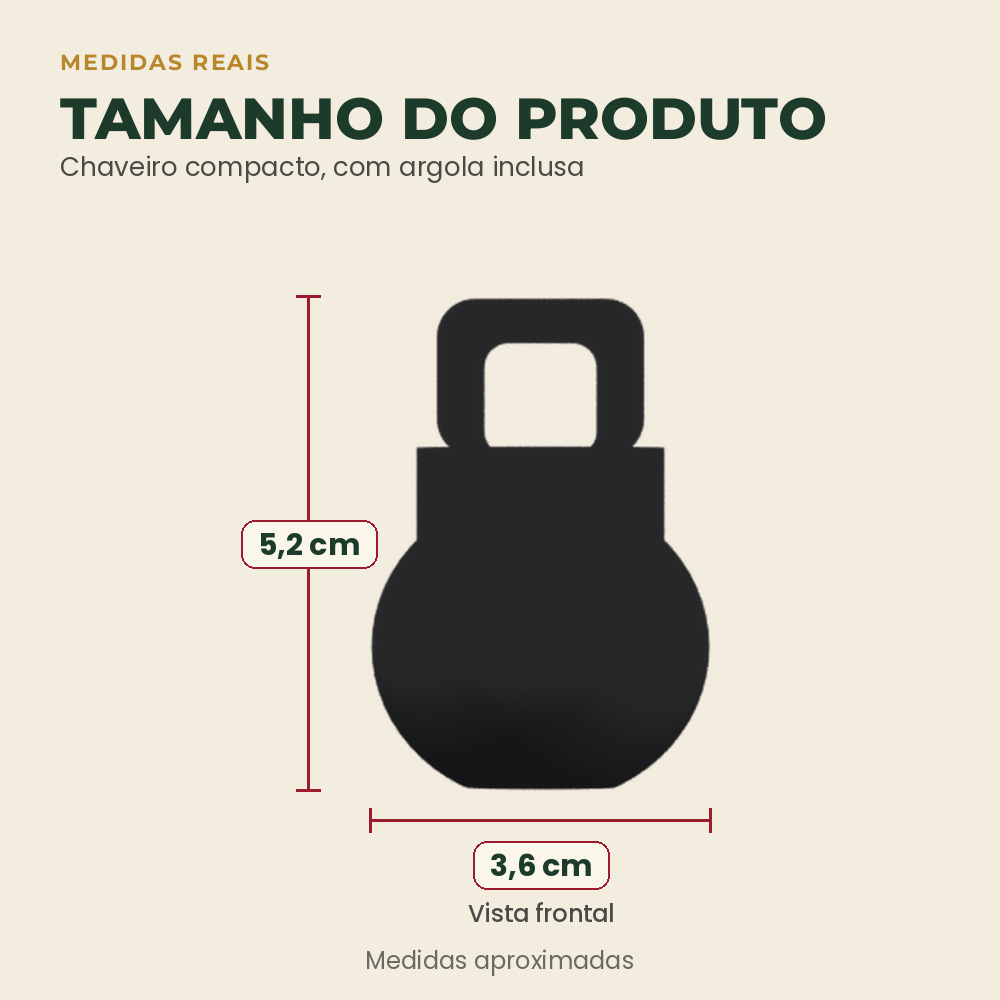 MEDIDAS REAIS
TAMANHO DO PRODUTO
Chaveiro compacto, com argola inclusa
5,2 cm
3,6 cm
Vista frontal
Medidas aproximadas